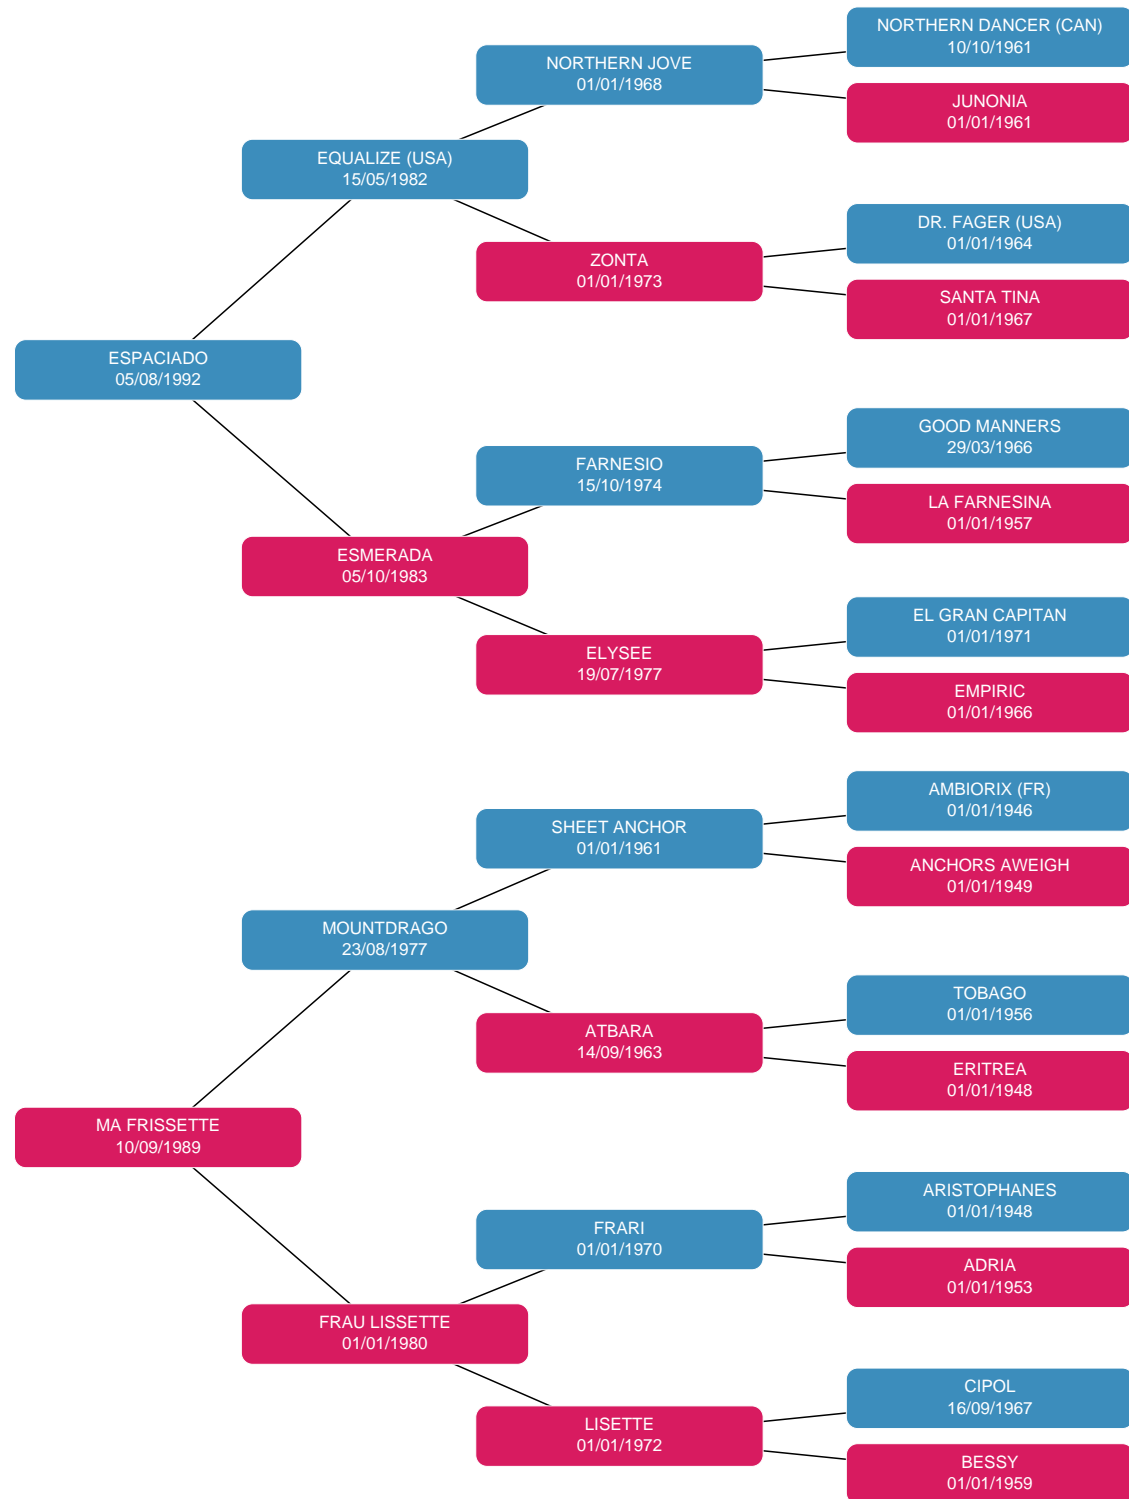 NORTHERN DANCER (CAN)
10/10/1961
NORTHERN JOVE
01/01/1968
JUNONIA
01/01/1961
EQUALIZE (USA)
15/05/1982
DR. FAGER (USA)
01/01/1964
ZONTA
01/01/1973
SANTA TINA
01/01/1967
ESPACIADO
05/08/1992
GOOD MANNERS
29/03/1966
FARNESIO
15/10/1974
LA FARNESINA
01/01/1957
ESMERADA
05/10/1983
EL GRAN CAPITAN
01/01/1971
ELYSEE
19/07/1977
EMPIRIC
01/01/1966
AMBIORIX (FR)
01/01/1946
SHEET ANCHOR
01/01/1961
ANCHORS AWEIGH
01/01/1949
MOUNTDRAGO
23/08/1977
TOBAGO
01/01/1956
ATBARA
14/09/1963
ERITREA
01/01/1948
MA FRISSETTE
10/09/1989
ARISTOPHANES
01/01/1948
FRARI
01/01/1970
ADRIA
01/01/1953
FRAU LISSETTE
01/01/1980
CIPOL
16/09/1967
LISETTE
01/01/1972
BESSY
01/01/1959